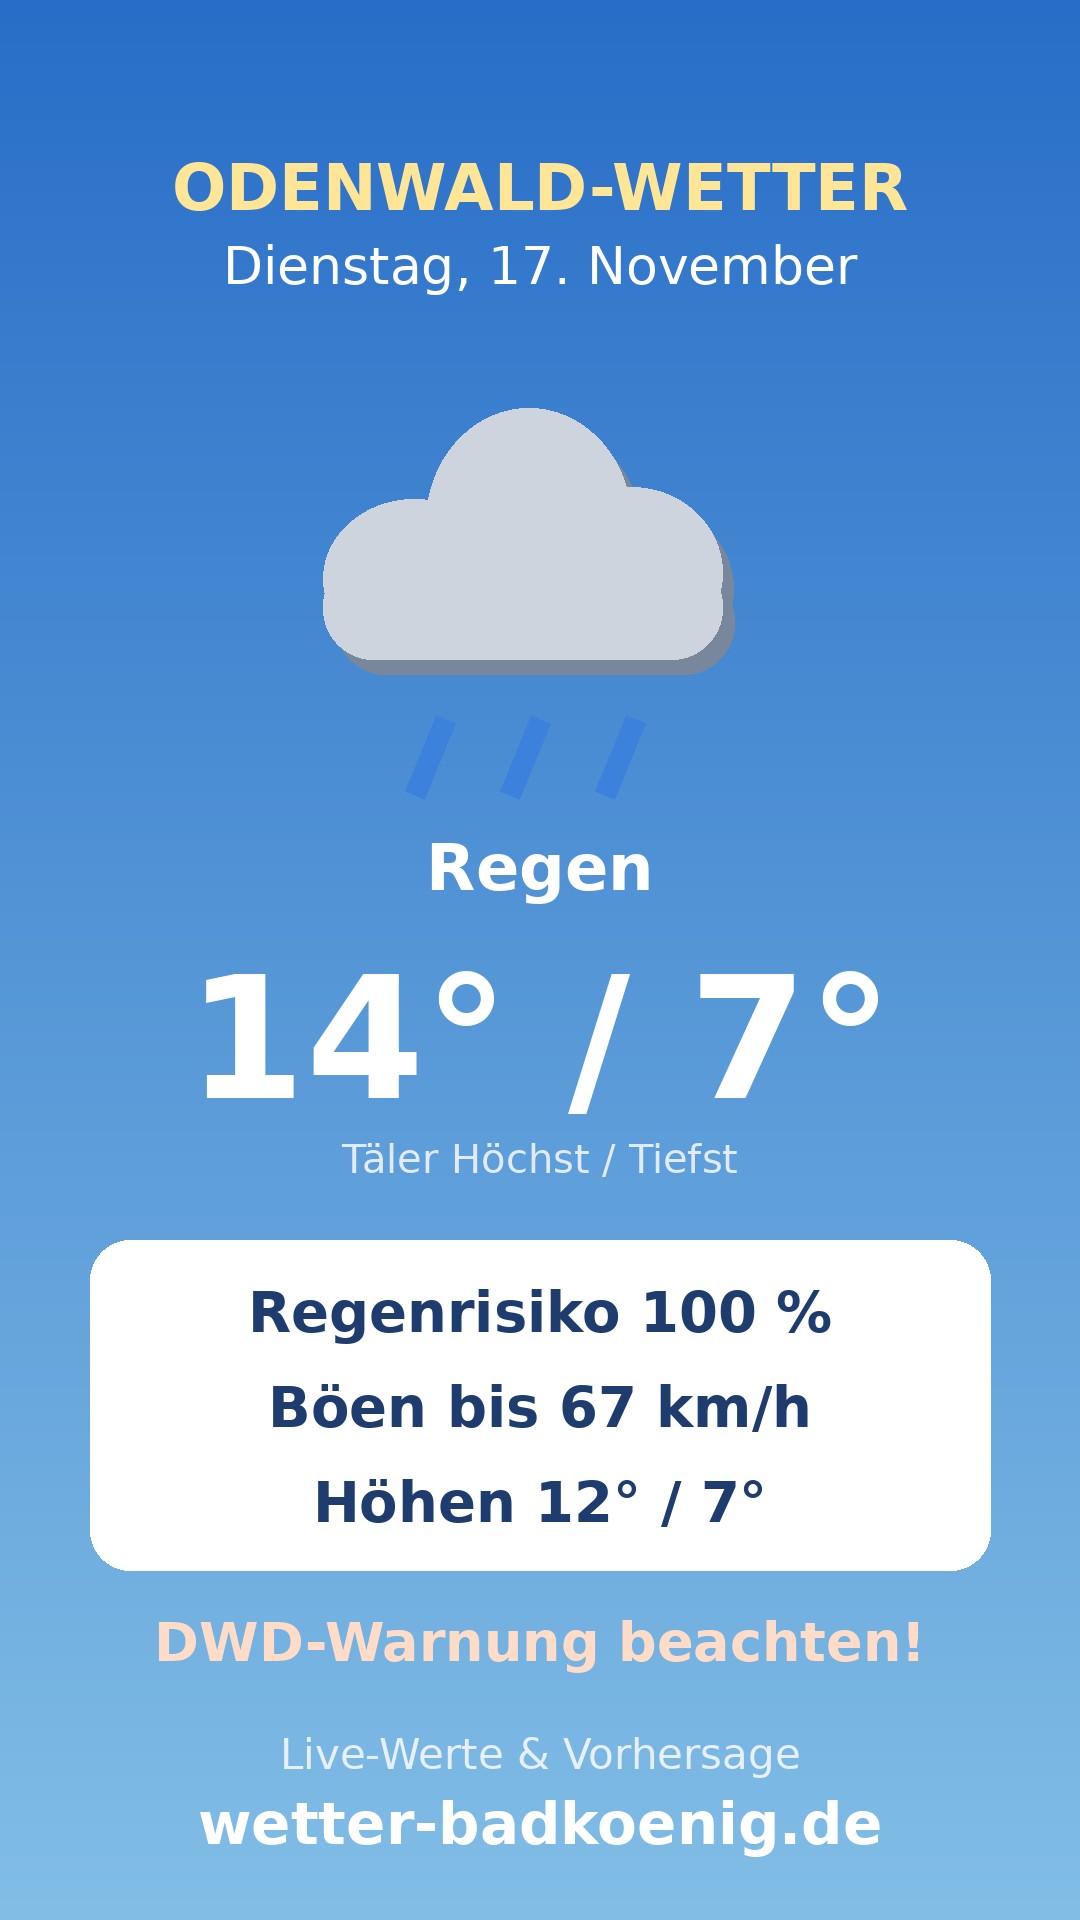 ODENWALD-WETTER
Dienstag, 17. November
Regen
14° / 7°
Täler Höchst / Tiefst
Regenrisiko 100 %
Böen bis 67 km/h
Höhen 12° / 7°
DWD-Warnung beachten!
Live-Werte & Vorhersage
wetter-badkoenig.de